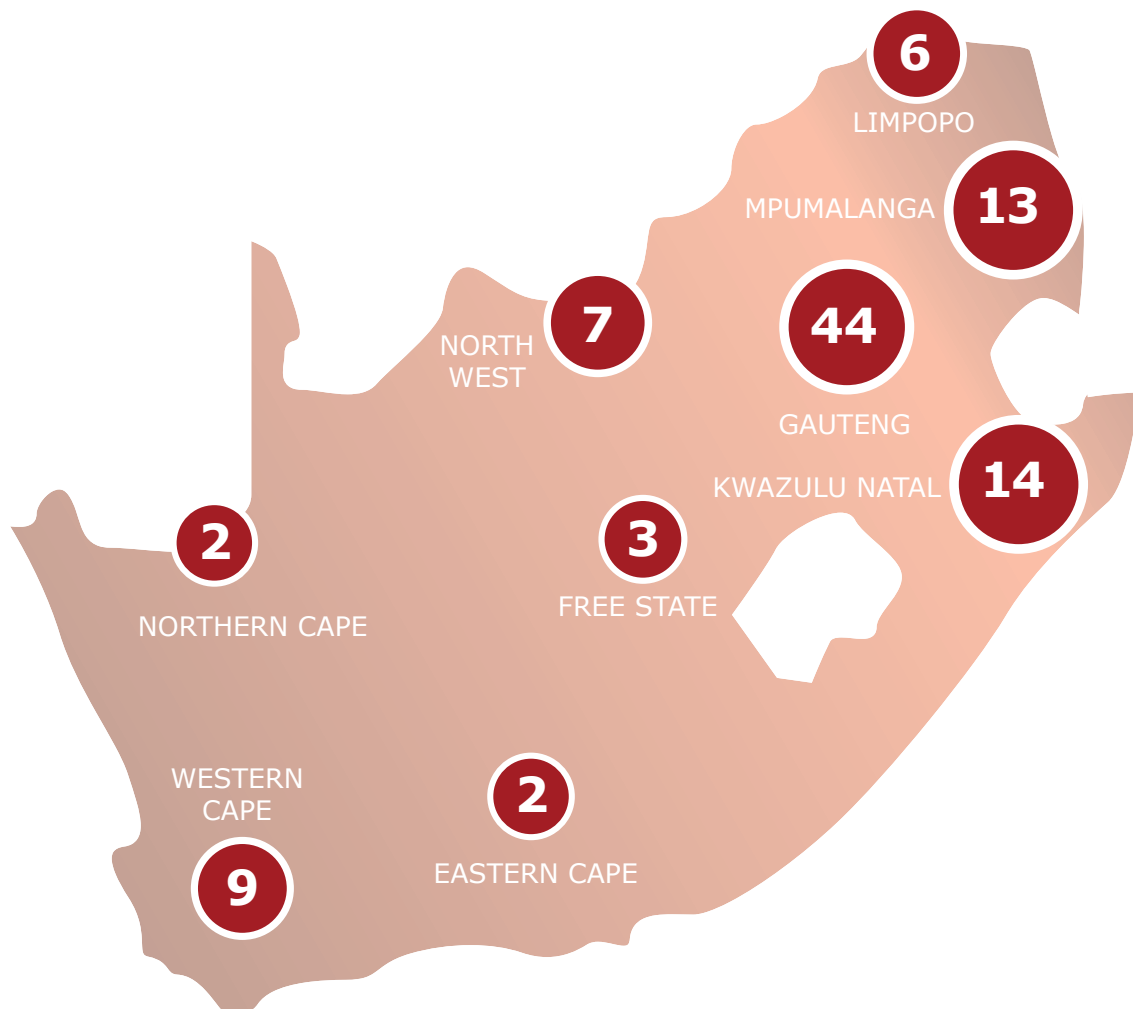 6
LIMPOPO
MPUMALANGA
13
44
GAUTENG
7
NORTH
WEST
KWAZULU NATAL
14
2
NORTHERN CAPE
3
FREE STATE
WESTERN
CAPE
9
2
EASTERN CAPE